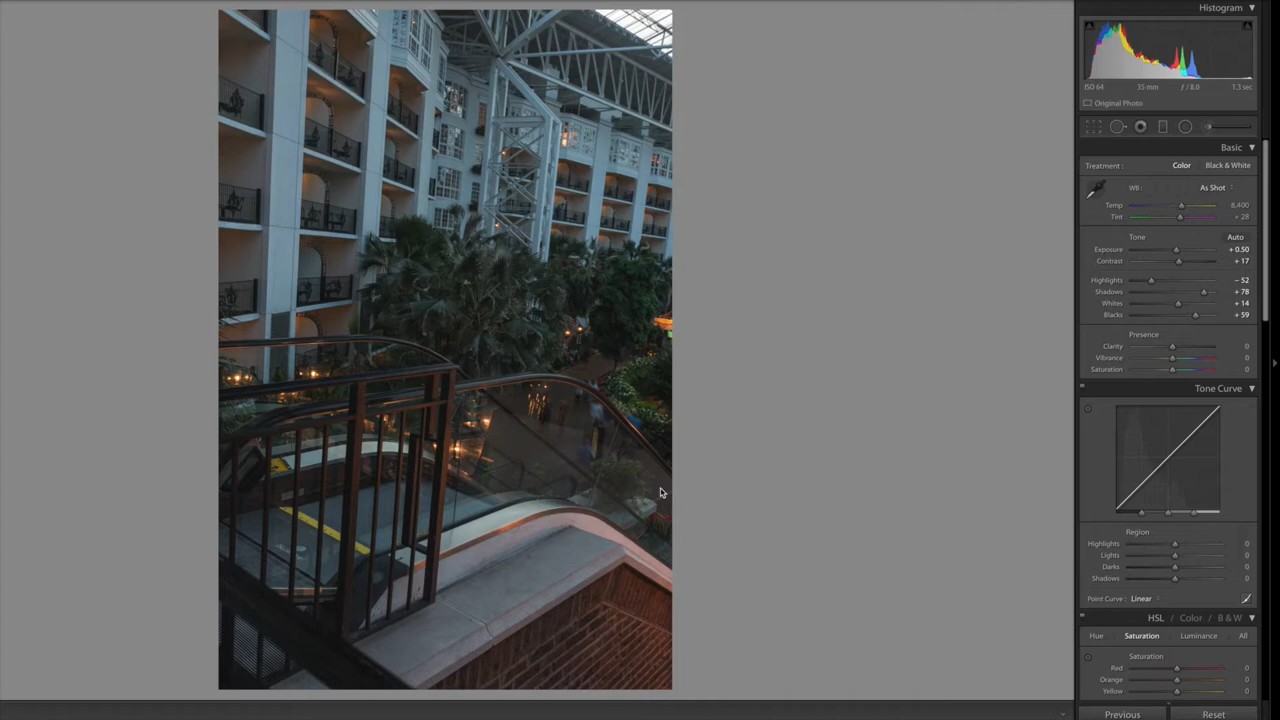 Histogram
ISO 64 35 mm ƒ / 8.0 1.3 sec
Original Photo
Basic
Treatment : Color Black & White
WB : As Shot
Temp 8,400
Tint + 28
Tone Auto
Exposure + 0.50
Contrast + 17
Highlights – 52
Shadows + 78
Whites + 14
Blacks + 59
Presence
Clarity 0
Vibrance 0
Saturation 0
Tone Curve
Region
Highlights 0
Lights 0
Darks 0
Shadows 0
Point Curve : Linear
HSL / Color / B & W
Hue Saturation Luminance All
Saturation
Red 0
Orange 0
Yellow 0
Previous Reset